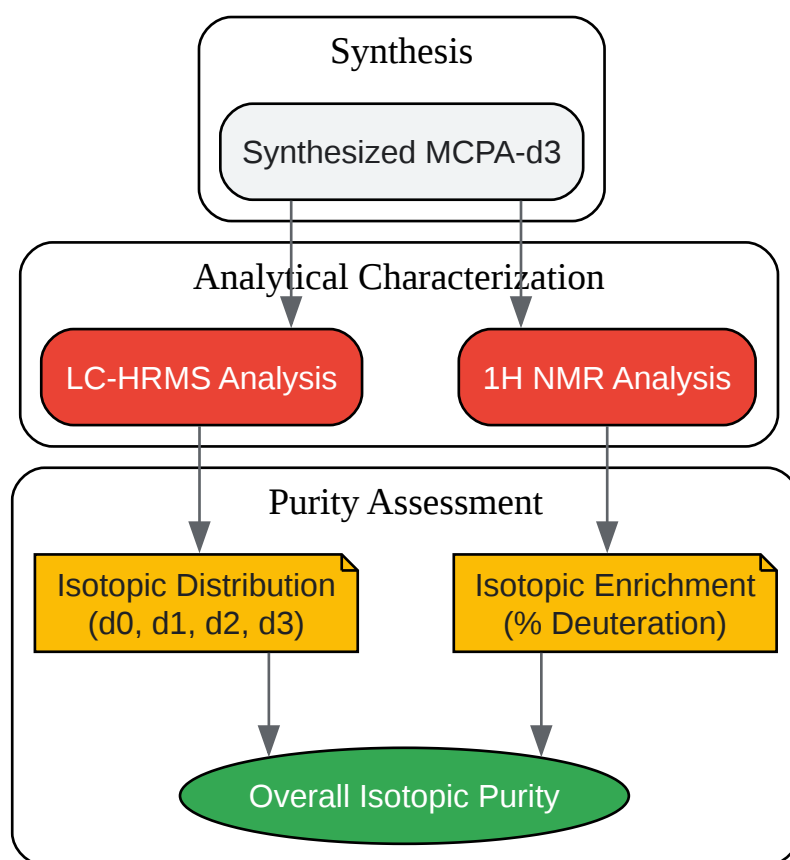 Synthesis
Synthesized MCPA-d3
Analytical Characterization
LC-HRMS Analysis
1H NMR Analysis
Purity Assessment
Isotopic Distribution
(d0, d1, d2, d3)
Isotopic Enrichment
(% Deuteration)
Overall Isotopic Purity